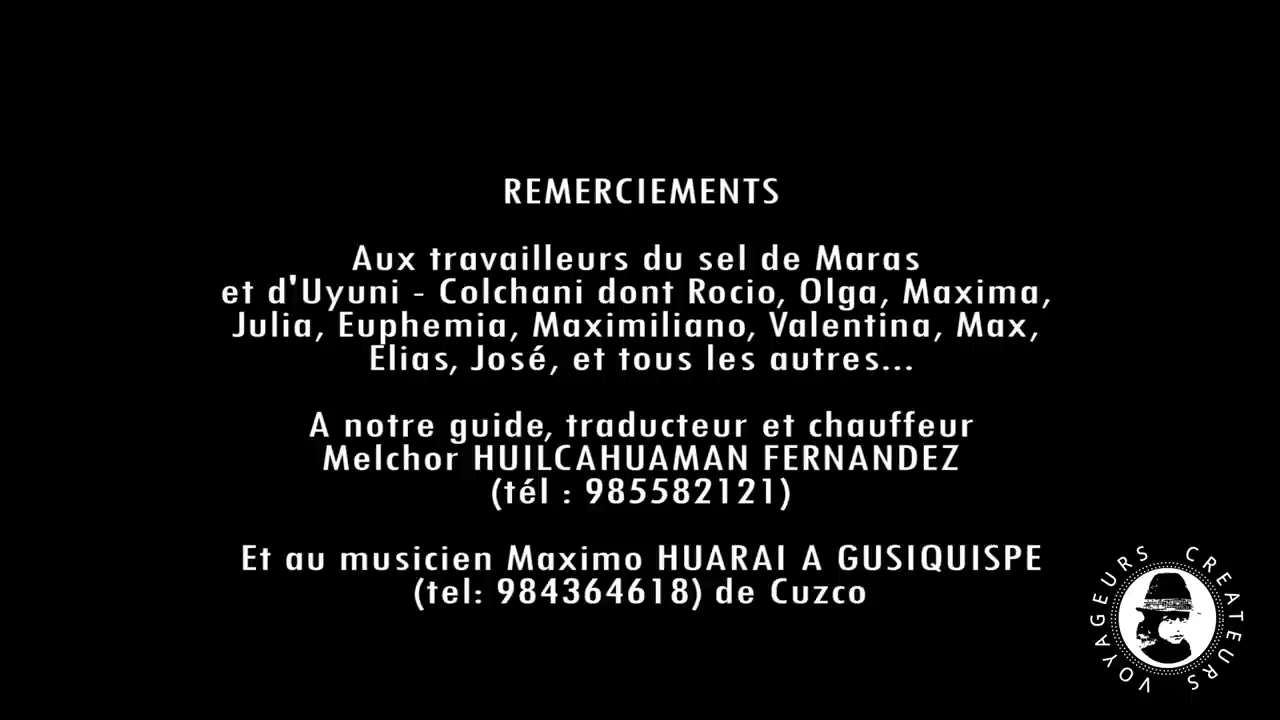 REMERCIEMENTS
Aux travailleurs du sel de Maras
et d'Uyuni - Colchani dont Rocio, Olga, Maxima,
Julia, Euphemia, Maximiliano, Valentina, Max,
Elias, José, et tous les autres...
A notre guide, traducteur et chauffeur
Melchor HUILCAHUAMAN FERNANDEZ
(tél : 985582121)
Et au musicien Maximo HUARAI A GUSIQUISPE
(tel: 984364618) de Cuzco
VOYAGEURS CREATEURS